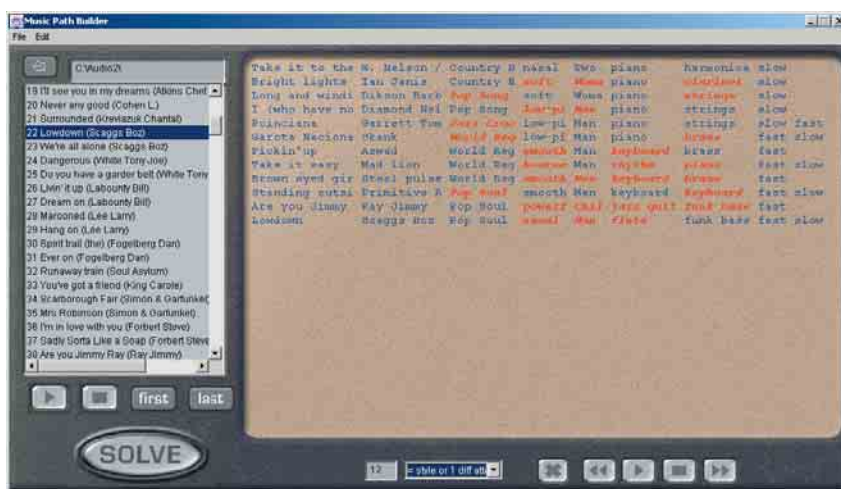 Music Path Builder
File Edit
C:\Audio2\
19 I'll see you in my dreams (Atkins Chet
20 Never any good (Cohen L.)
21 Surrounded (Kreviazuk Chantal)
22 Lowdown (Scaggs Boz)
23 We're all alone (Scaggs Boz)
24 Dangerous (White Tony Joe)
25 Do you have a garder bolt (White Tony
26 Livin' it up (Labounty Bill)
27 Dream on (Labounty Bill)
28 Marooned (Lee Larry)
29 Hang on (Lee Larry)
30 Spirit trail (the) (Fogelberg Dan)
31 Ever on (Fogelberg Dan)
32 Runaway train (Soul Asylum)
33 You've got a friend (King Carole)
34 Scarborough Fair (Simon & Garfunkel)
35 Mrs Robinson (Simon & Garfunkel)
36 I'm in love with you (Forbert Steve)
37 Sadly Sorta Like a Soap (Forbert Steve
38 Are you Jimmy Ray (Ray Jimmy)
first last
SOLVE
Take it to the W. Nelson / Country B nasal Two piano harmonica slow
Bright lights Ian Janis Country B soft Woma piano clarinet slow
Long and windi Dikson Barb Pop Song soft Woma piano strings slow
I (who have no Diamond Nei Pop Song low-pi Man piano strings slow
Poinciana Garrett Tom Jazz Croo low-pi Man piano strings slow fast
Garota Naciona Skank World Reg low-pi Man piano brass fast slow
Pickin'up Aswad World Reg smooth Man keyboard brass fast
Take it easy Mad Lion World Reg hoarse Man rhythm piano fast slow
Brown eyed gir Steel pulse World Reg smooth Man keyboard brass fast
Standing outsi Primitive R Pop Soul smooth Man keyboard keyboard fast slow
Are you Jimmy Ray Jimmy Pop Soul powerf chil jazz guit funk bass fast
Lowdown Scaggs Boz Pop Soul nasal Man flute funk bass fast slow
12 = style or 1 diff att